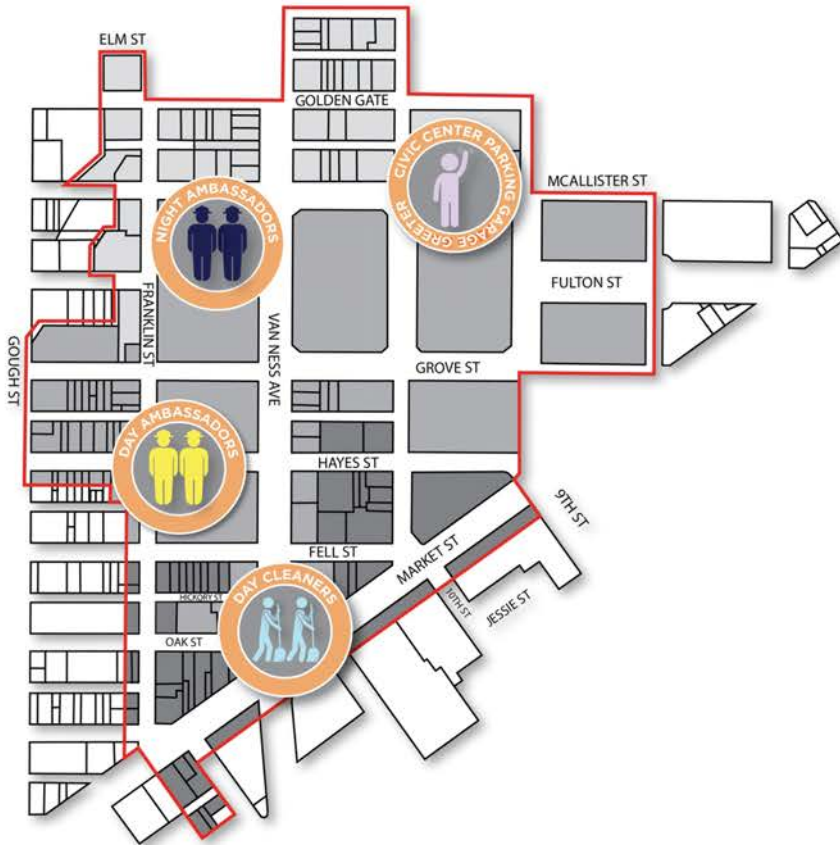 ELM ST
GOLDEN GATE
CIVIC CENTER PARKING GARAGE GREETER
MCALLISTER ST
NIGHT AMBASSADORS
FULTON ST
FRANKLIN ST
VAN NESS AVE
GOUGH ST
GROVE ST
DAY AMBASSADORS
HAYES ST
9TH ST
MARKET ST
FELL ST
10TH ST
JESSIE ST
HICKORY ST
DAY CLEANERS
OAK ST